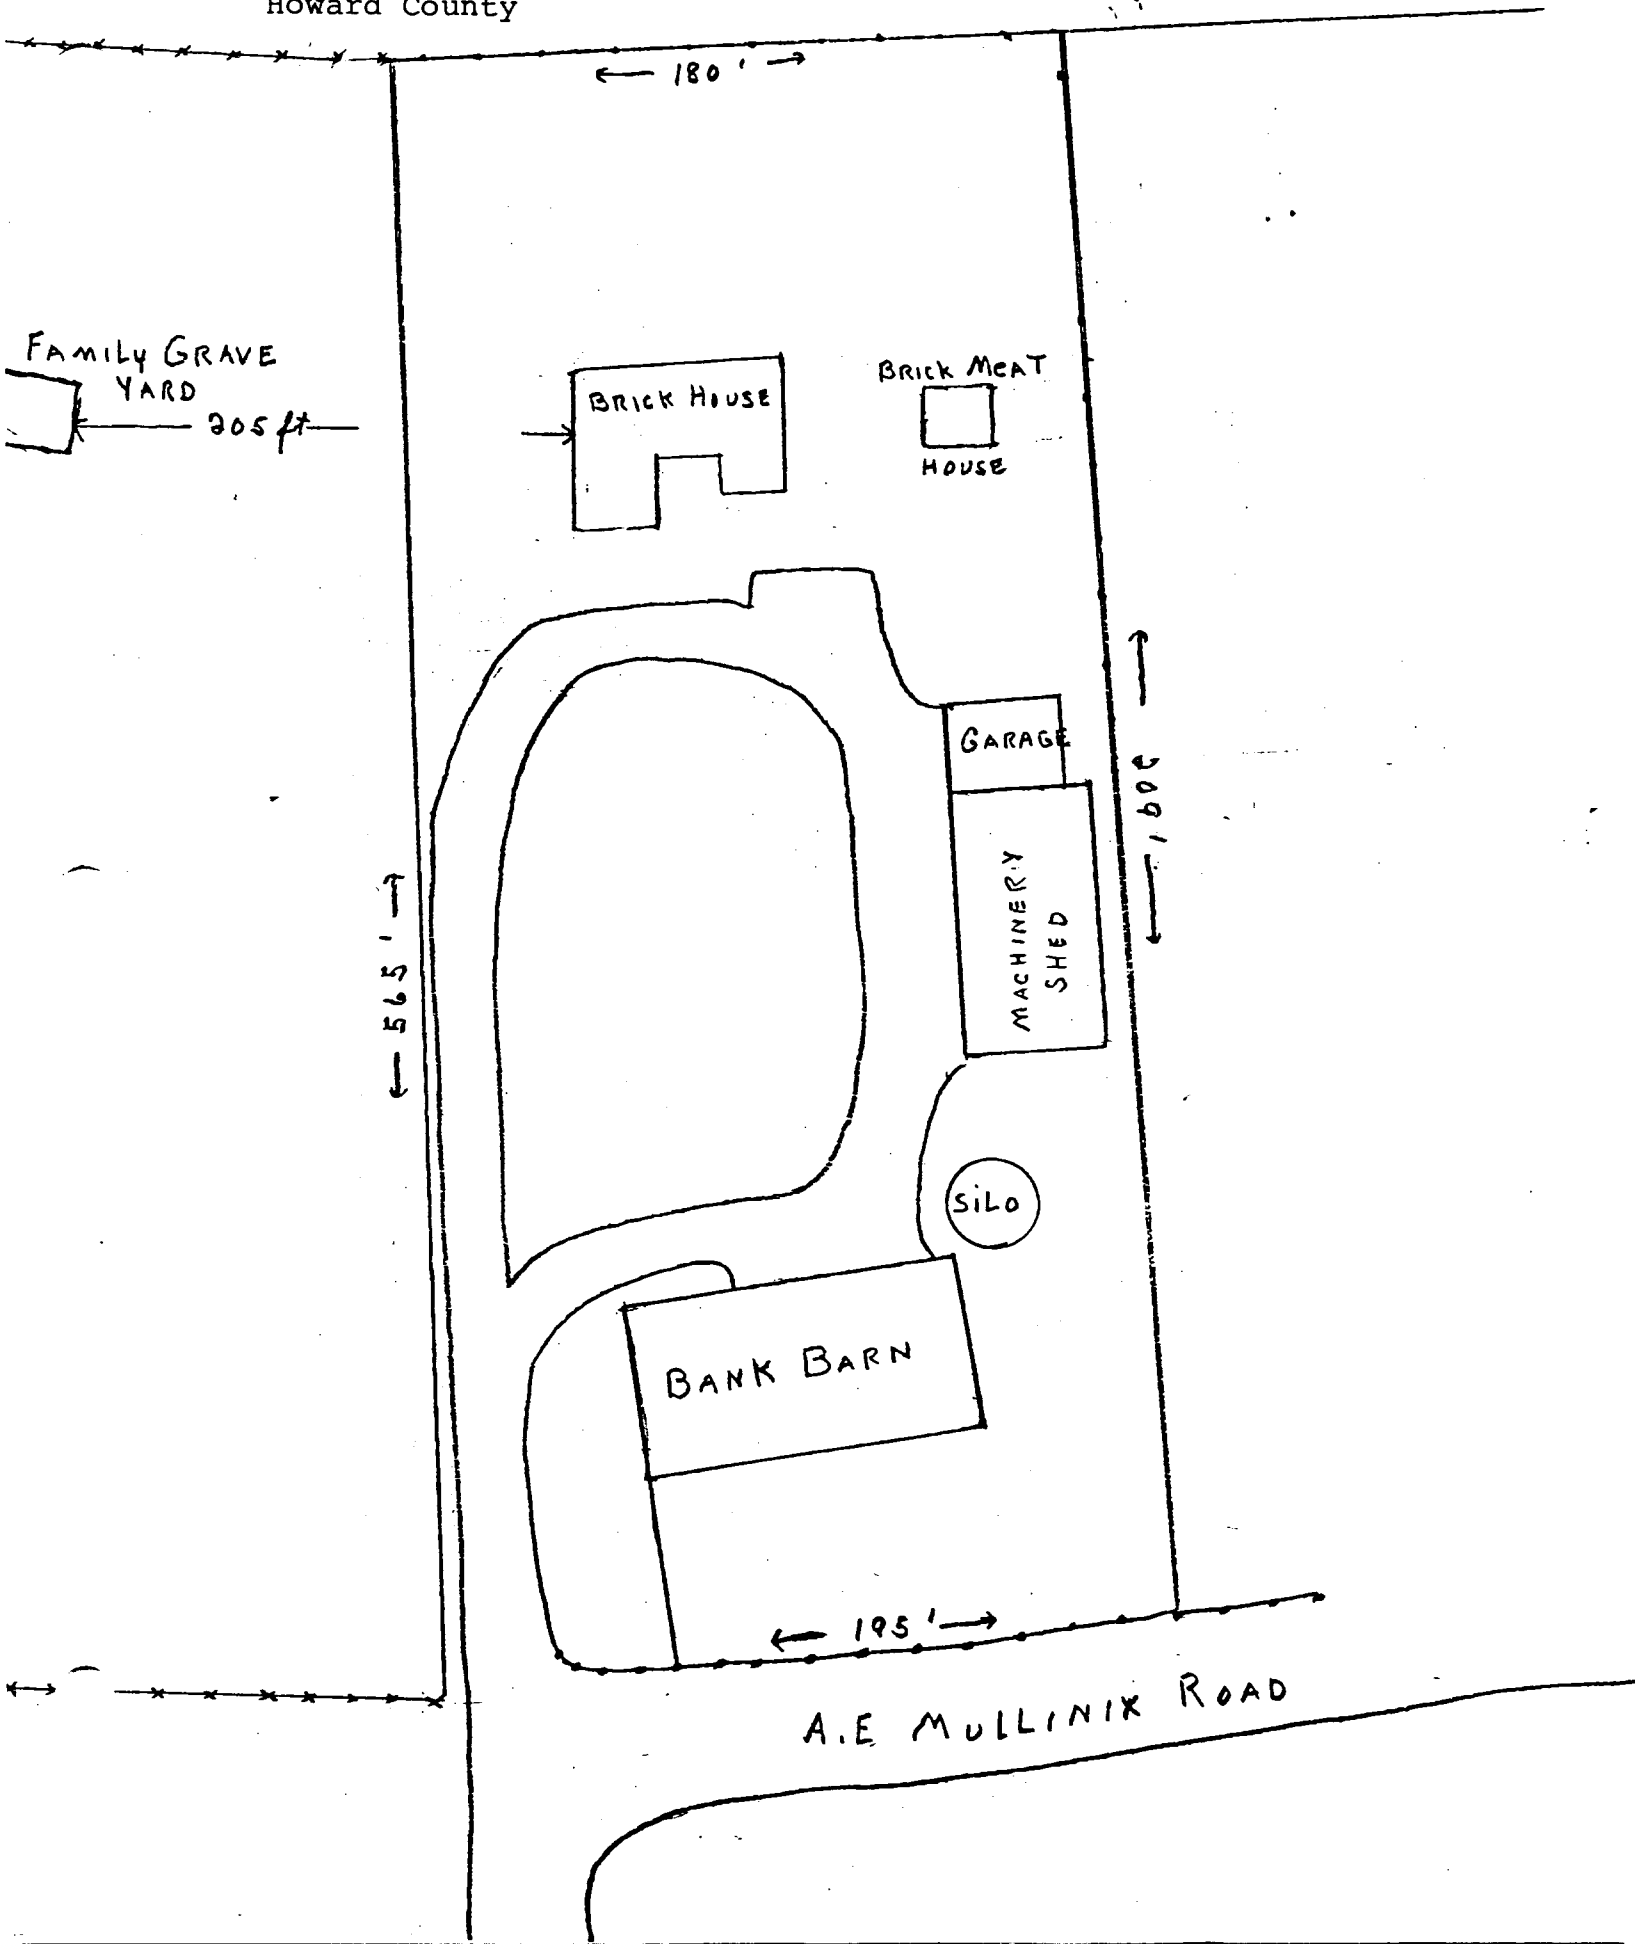 Howard County
180'
FAMILY GRAVE
YARD
205 ft
BRICK HOUSE
BRICK MEAT
HOUSE
GARAGE
MACHINERY
SHED
565'
SiLO
BANK BARN
195'
A.E MULLINIX ROAD